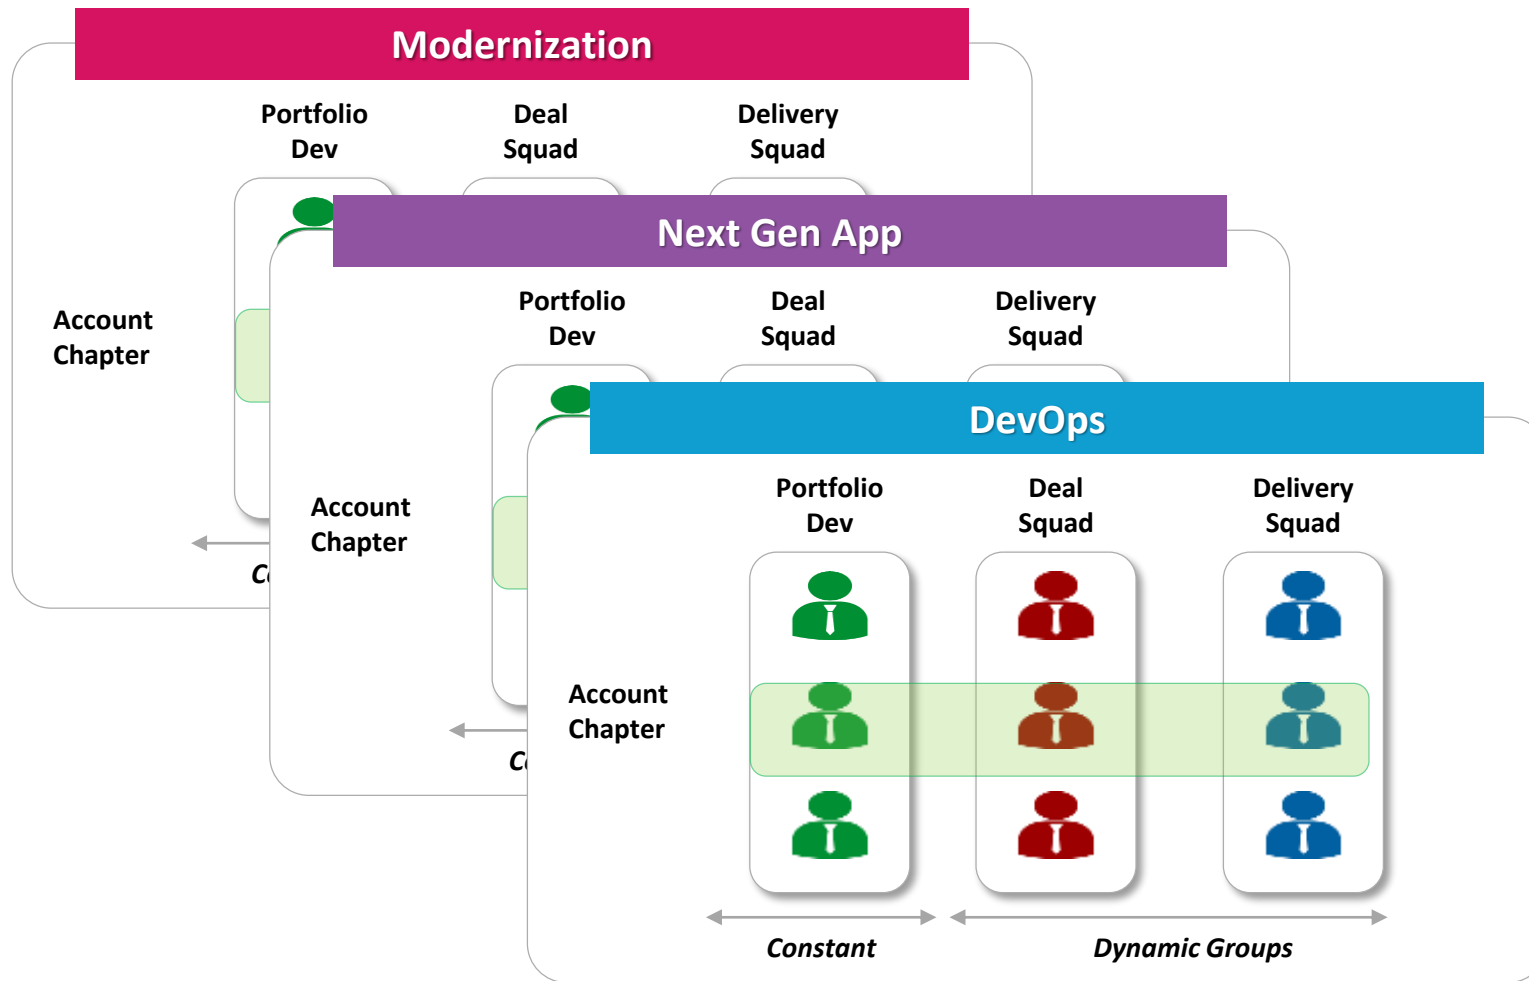 Modernization
Portfolio
Dev
Deal
Squad
Delivery
Squad
Account
Chapter
Next Gen App
Portfolio
Dev
Deal
Squad
Delivery
Squad
Account
Chapter
DevOps
Portfolio
Dev
Deal
Squad
Delivery
Squad
Account
Chapter
Constant
Dynamic Groups